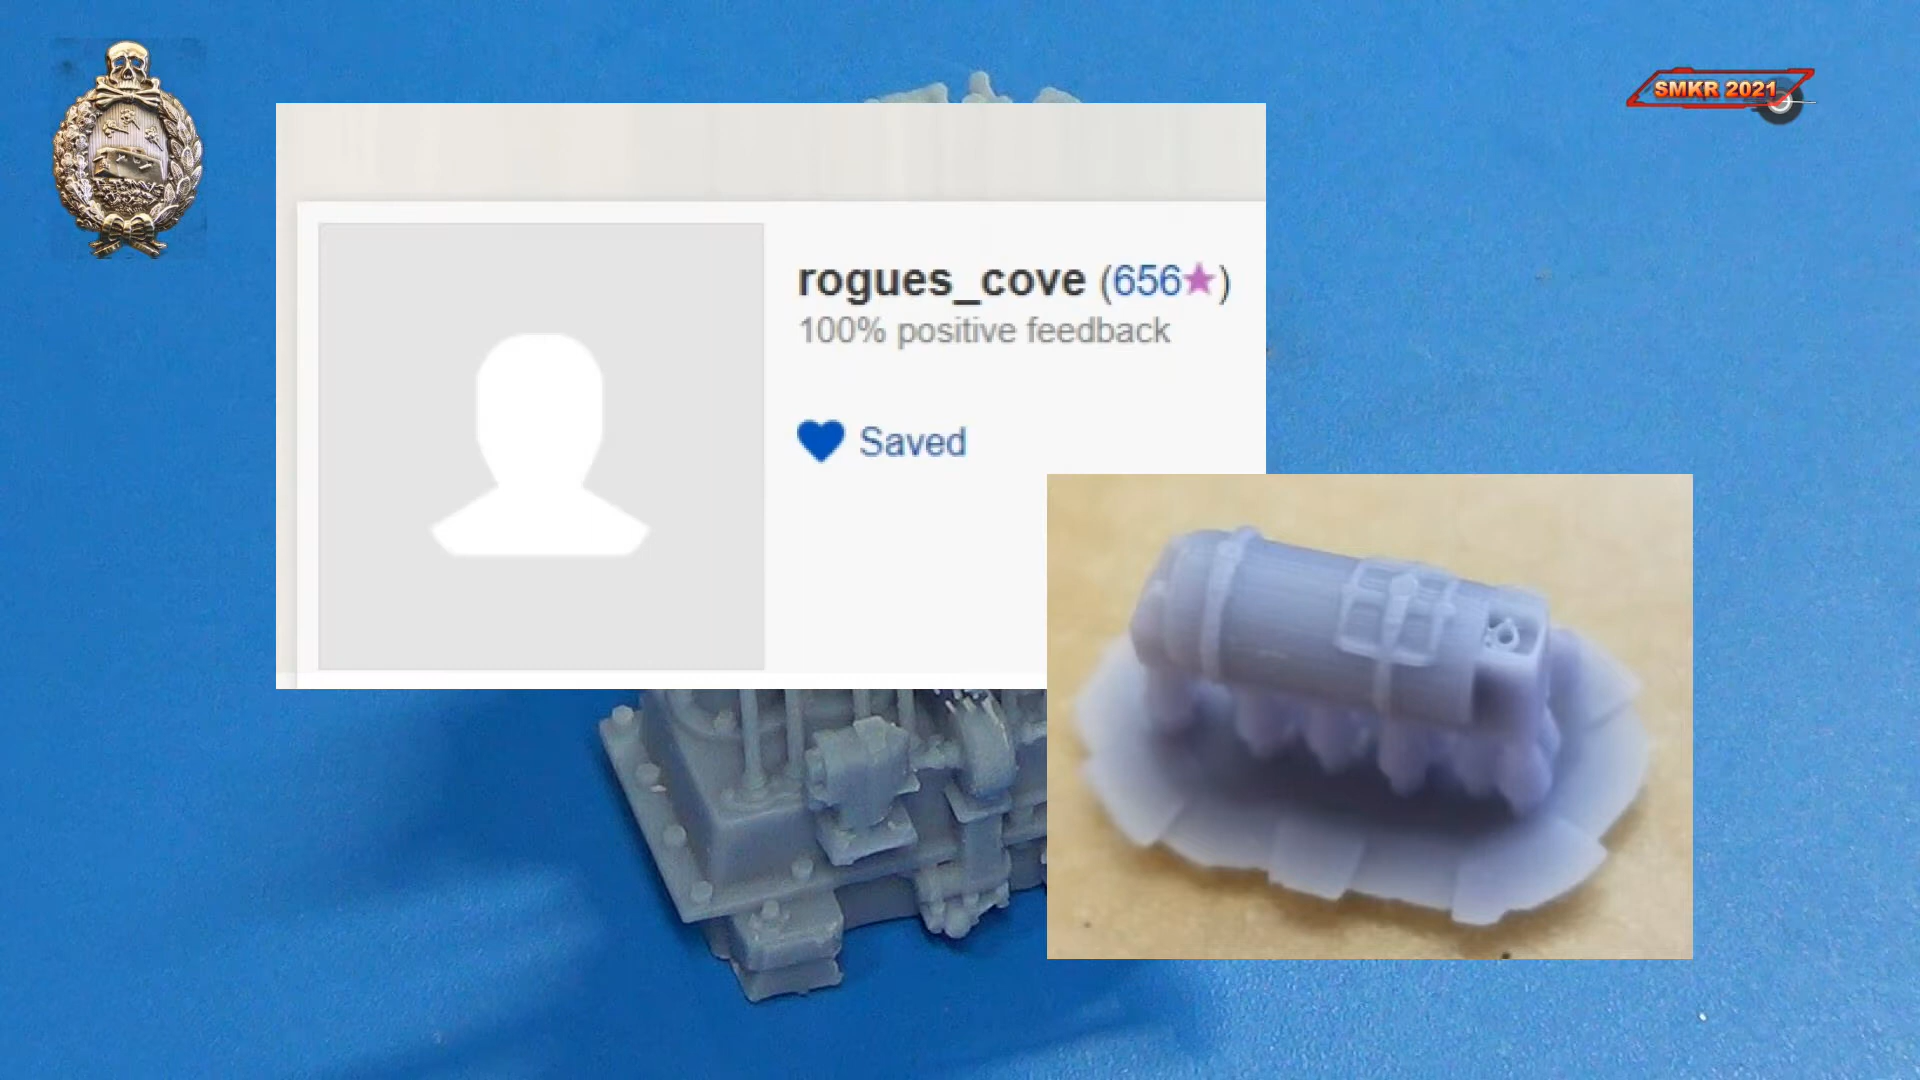 SMKR 2021
rogues_cove (656★)
100% positive feedback
Saved